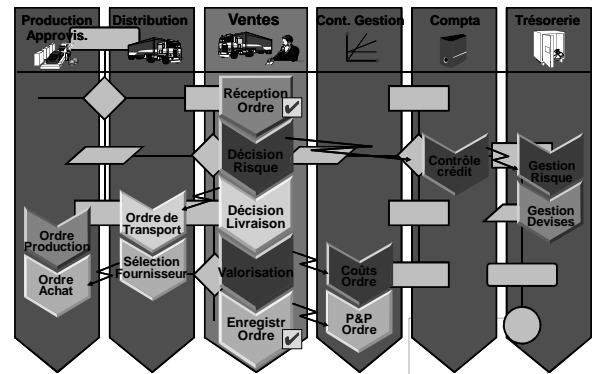 Production
Approvis.
Distribution
Ventes
Cont. Gestion
Compta
Trésorerie
Réception
Ordre
Décision
Risque
Contrôle
crédit
Gestion
Risque
Ordre
Production
Ordre de
Transport
Décision
Livraison
Gestion
Devises
Ordre
Achat
Sélection
Fournisseur
Valorisation
Coûts
Ordre
Enregistr
Ordre
P&P
Ordre